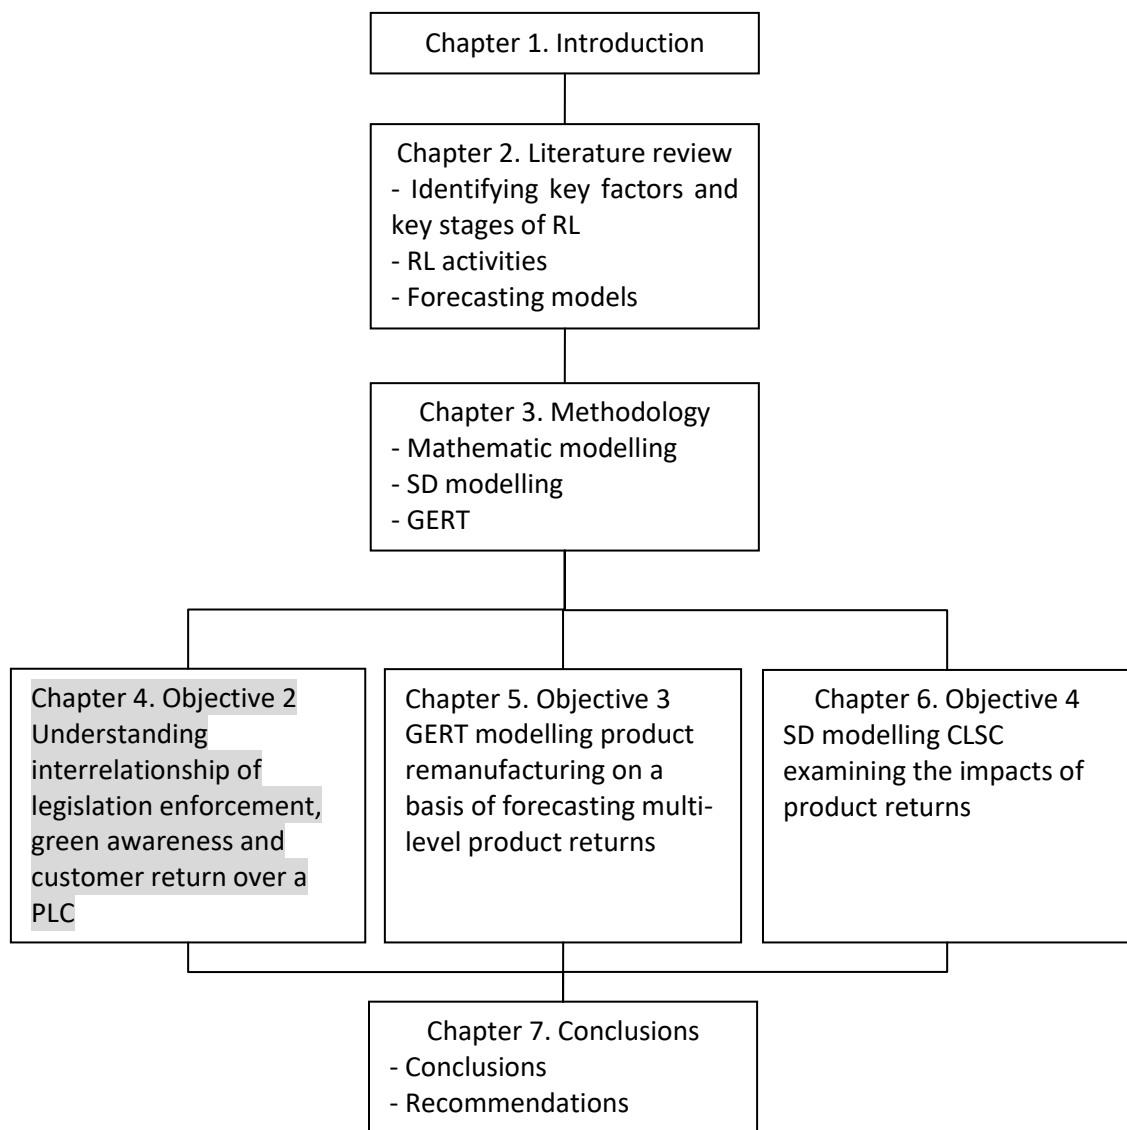 Chapter 1. Introduction
Chapter 2. Literature review
- Identifying key factors and
key stages of RL
- RL activities
- Forecasting models
Chapter 3. Methodology
- Mathematic modelling
- SD modelling
- GERT
Chapter 4. Objective 2
Understanding
interrelationship of
legislation enforcement,
green awareness and
customer return over a
PLC
Chapter 5. Objective 3
GERT modelling product
remanufacturing on a
basis of forecasting multi-
level product returns
Chapter 6. Objective 4
SD modelling CLSC
examining the impacts of
product returns
Chapter 7. Conclusions
- Conclusions
- Recommendations